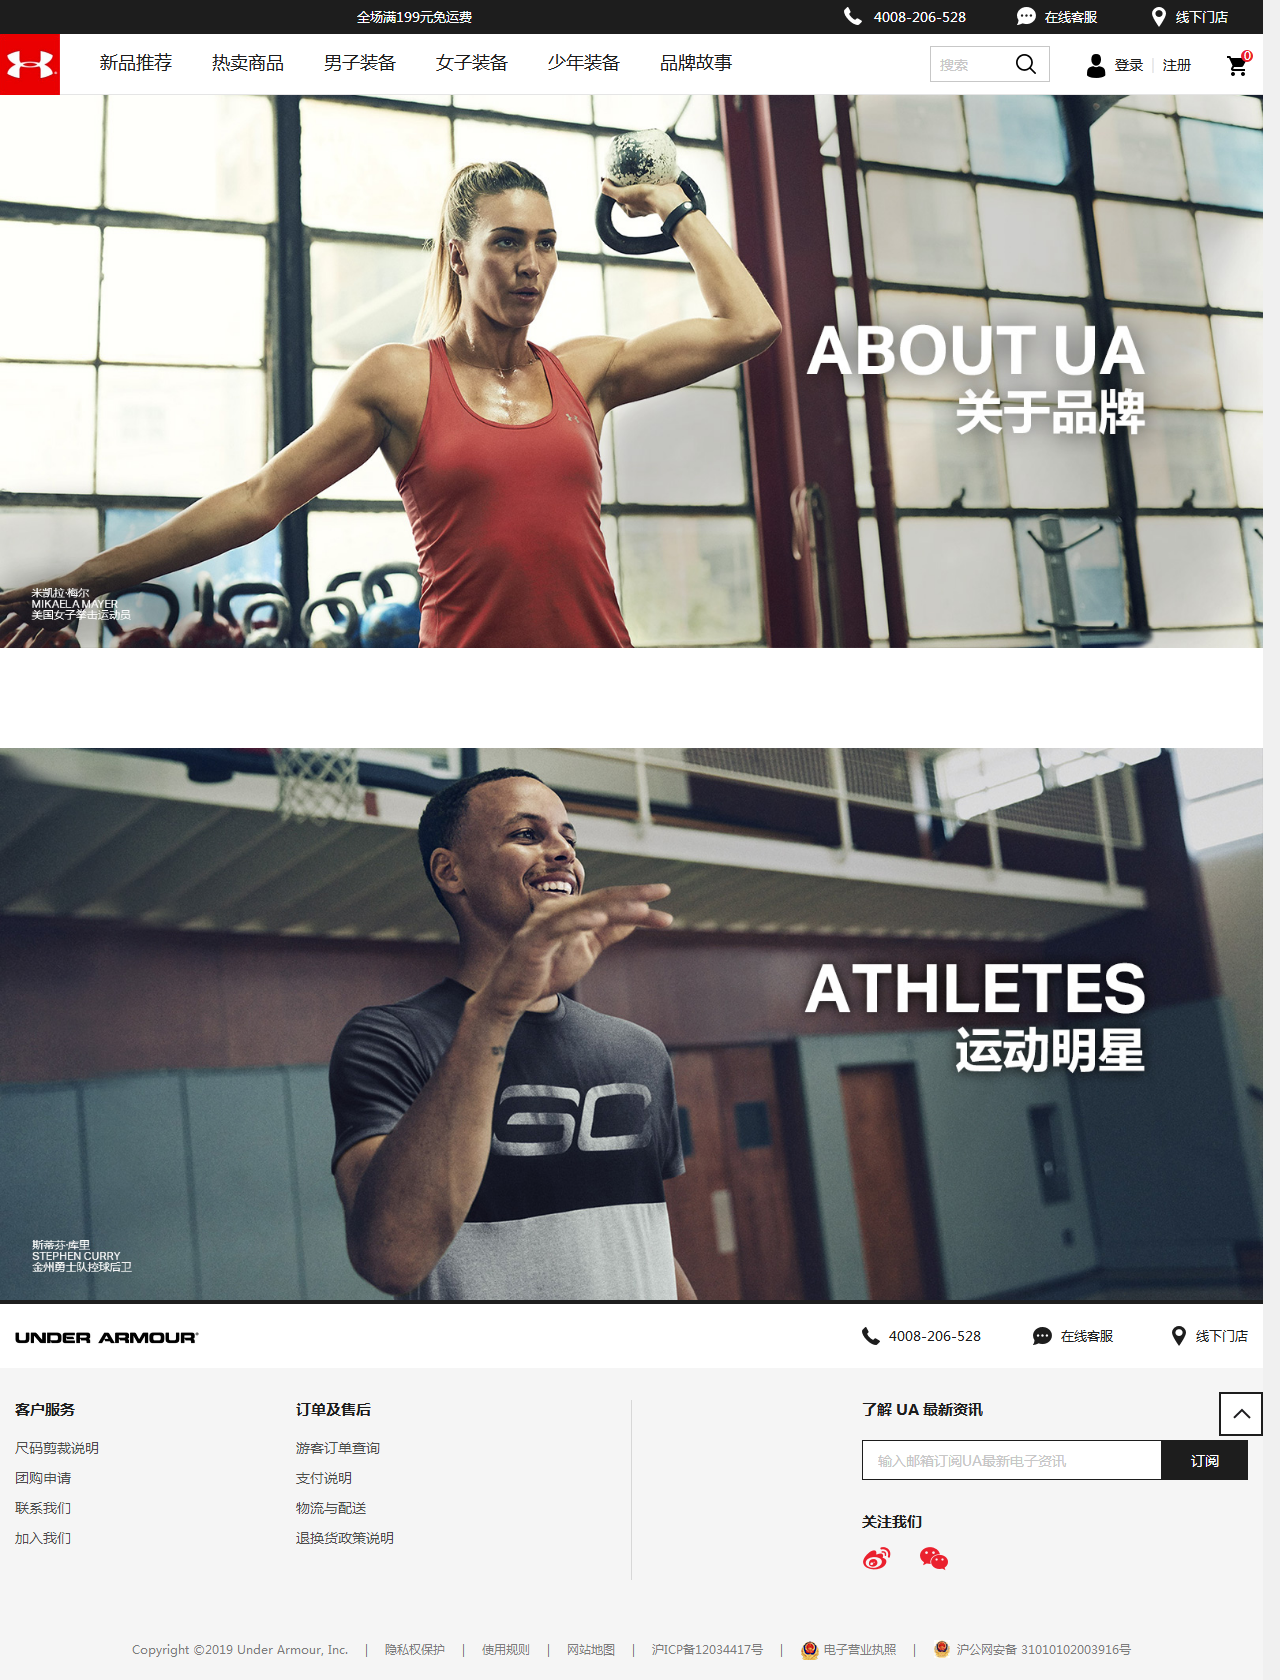 全场满199元免运费
4008-206-528
在线客服
线下门店
新品推荐
热卖商品
男子装备
女子装备
少年装备
品牌故事
搜索
登录 | 注册
0
ABOUT UA
关于品牌
米凯拉·梅尔
MIKAELA MAYER
美国女子拳击运动员
ATHLETES
运动明星
斯蒂芬·库里
STEPHEN CURRY
金州勇士队控球后卫
UNDER ARMOUR
4008-206-528
在线客服
线下门店
客户服务
尺码剪裁说明
团购申请
联系我们
加入我们
订单及售后
游客订单查询
支付说明
物流与配送
退换货政策说明
了解 UA 最新资讯
输入邮箱订阅UA最新电子资讯
订阅
关注我们
Copyright ©2019 Under Armour, Inc. | 隐私权保护 | 使用规则 | 网站地图 | 沪ICP备12034417号 | 电子营业执照 | 沪公网安备 31010102003916号